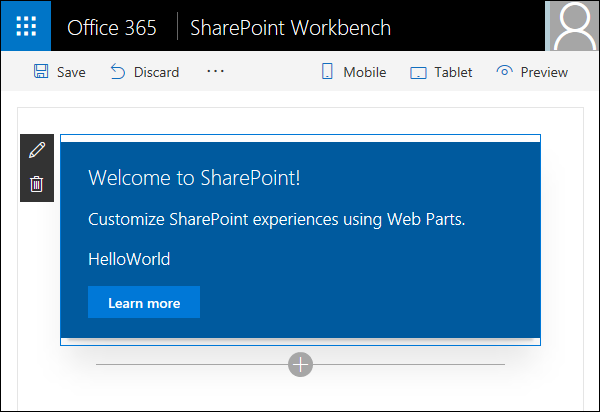 Office 365 SharePoint Workbench
Save Discard ... Mobile Tablet Preview
Welcome to SharePoint!
Customize SharePoint experiences using Web Parts.
HelloWorld
Learn more